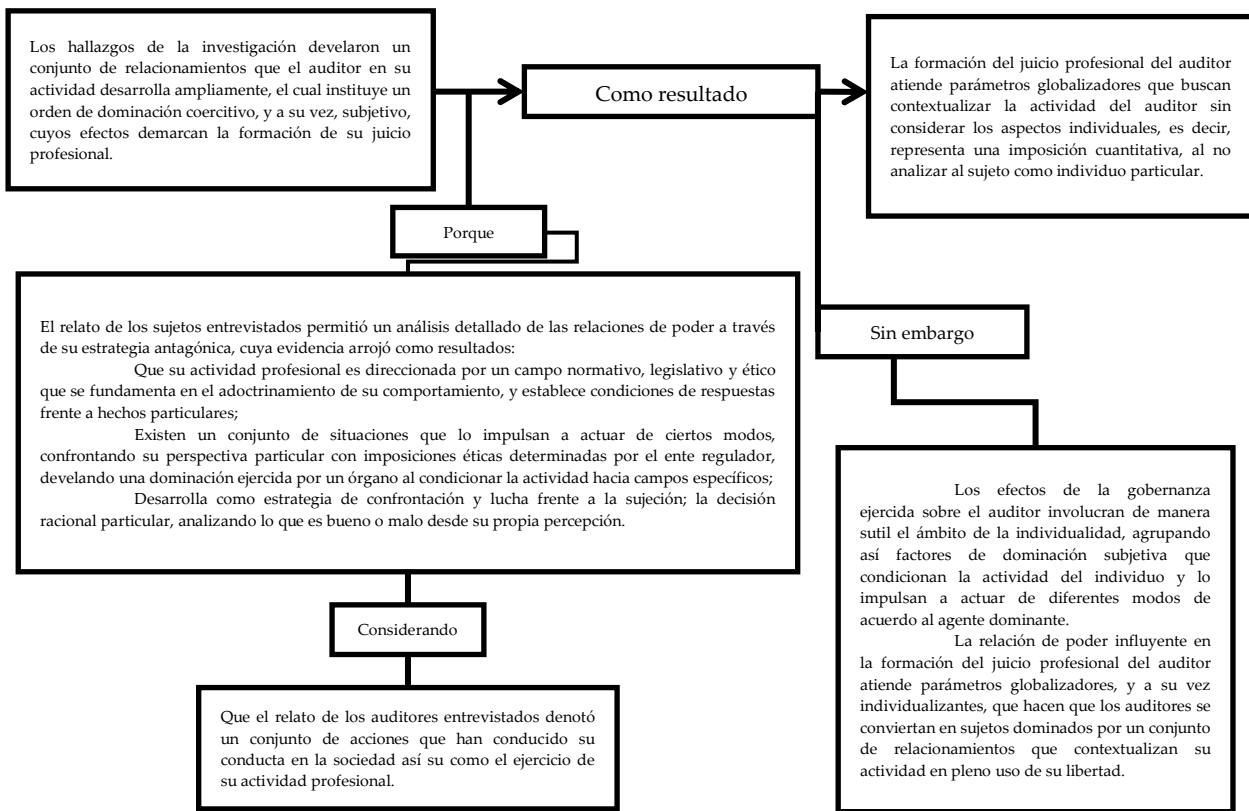 Los hallazgos de la investigación develaron un
conjunto de relacionamientos que el auditor en su
actividad desarrolla ampliamente, el cual instituye un
orden de dominación coercitivo, y a su vez, subjetivo,
cuyos efectos demarcan la formación de su juicio
profesional.
Como resultado
La formación del juicio profesional del auditor
atiende parámetros globalizadores que buscan
contextualizar la actividad del auditor sin
considerar los aspectos individuales, es decir,
representa una imposición cuantitativa, al no
analizar al sujeto como individuo particular.
Porque
El relato de los sujetos entrevistados permitió un análisis detallado de las relaciones de poder a través
de su estrategia antagónica, cuya evidencia arrojó como resultados:
Que su actividad profesional es direccionada por un campo normativo, legislativo y ético
que se fundamenta en el adoctrinamiento de su comportamiento, y establece condiciones de respuestas
frente a hechos particulares;
Existen un conjunto de situaciones que lo impulsan a actuar de ciertos modos,
confrontando su perspectiva particular con imposiciones éticas determinadas por el ente regulador,
develando una dominación ejercida por un órgano al condicionar la actividad hacia campos específicos;
Desarrolla como estrategia de confrontación y lucha frente a la sujeción; la decisión
racional particular, analizando lo que es bueno o malo desde su propia percepción.
Sin embargo
Considerando
Que el relato de los auditores entrevistados denotó
un conjunto de acciones que han conducido su
conducta en la sociedad así su como el ejercicio de
su actividad profesional.
Los efectos de la gobernanza
ejercida sobre el auditor involucran de manera
sutil el ámbito de la individualidad, agrupando
así factores de dominación subjetiva que
condicionan la actividad del individuo y lo
impulsan a actuar de diferentes modos de
acuerdo al agente dominante.
La relación de poder influyente en
la formación del juicio profesional del auditor
atiende parámetros globalizadores, y a su vez
individualizantes, que hacen que los auditores se
conviertan en sujetos dominados por un conjunto
de relacionamientos que contextualizan su
actividad en pleno uso de su libertad.